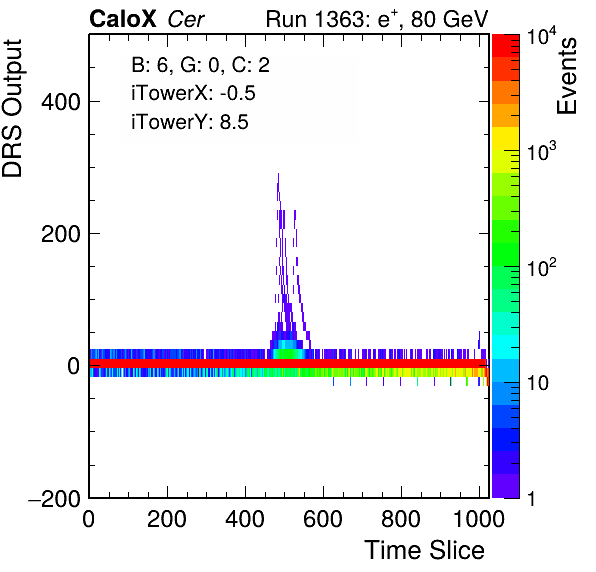 CaloX Cer
Run 1363: e⁺, 80 GeV
B: 6, G: 0, C: 2
iTowerX: -0.5
iTowerY: 8.5
DRS Output
400
200
0
−200
0
200
400
600
800
1000
Time Slice
Events
10⁴
10³
10²
10
1